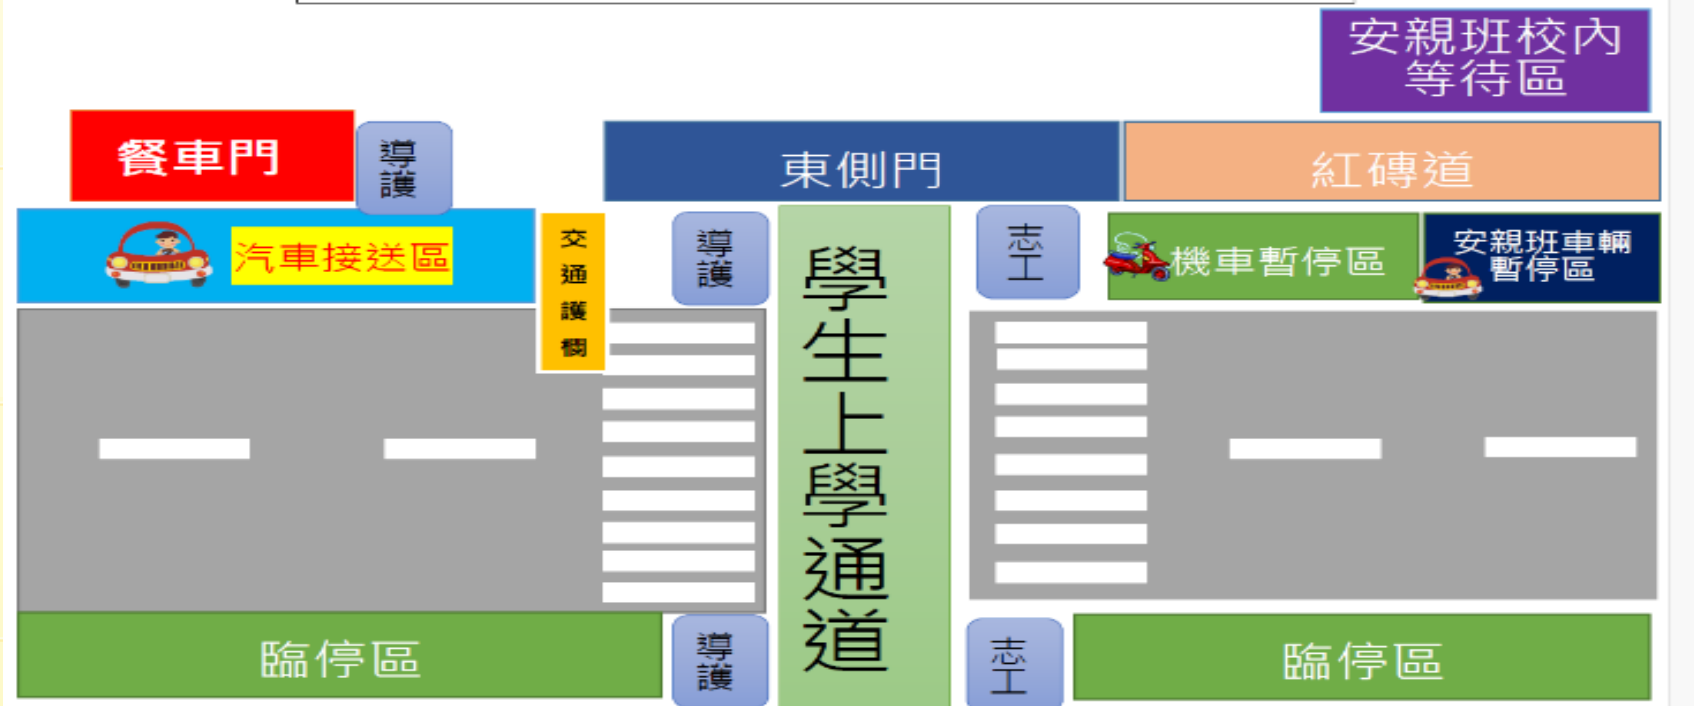 安親班校內
等待區
餐車門
導護
東側門
紅磚道
汽車接送區
交通護欄
導護
學生上學通道
志工
機車暫停區
安親班車輛
暫停區
臨停區
導護
志工
臨停區